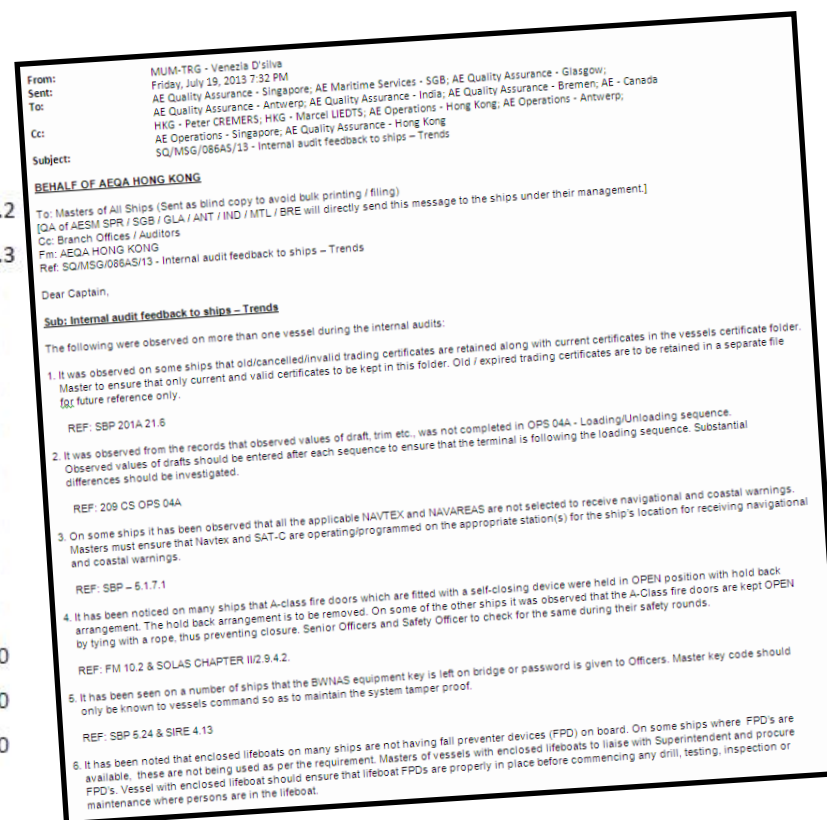 From: MUM-TRG - Venezia D'silva
Sent: Friday, July 19, 2013 7:32 PM
To: AE Quality Assurance - Singapore; AE Maritime Services - SGB; AE Quality Assurance - Glasgow;
AE Quality Assurance - Antwerp; AE Quality Assurance - India; AE Quality Assurance - Bremen; AE - Canada
Cc: HKG - Peter CREMERS; HKG - Marcel LIEDTS; AE Operations - Hong Kong; AE Operations - Antwerp;
AE Operations - Singapore; AE Quality Assurance - Hong Kong
Subject: SQ/MSG/086AS/13 - Internal audit feedback to ships – Trends
BEHALF OF AEQA HONG KONG
.2
To: Masters of All Ships (Sent as blind copy to avoid bulk printing / filing)
[QA of AESM SPR / SGB / GLA / ANT / IND / MTL / BRE will directly send this message to the ships under their management.]
.3
Cc: Branch Offices / Auditors
Fm: AEQA HONG KONG
Ref: SQ/MSG/086AS/13 - Internal audit feedback to ships – Trends
Dear Captain,
Sub: Internal audit feedback to ships – Trends
The following were observed on more than one vessel during the internal audits:
1. It was observed on some ships that old/cancelled/invalid trading certificates are retained along with current certificates in the vessels certificate folder.
Master to ensure that only current and valid certificates to be kept in this folder. Old / expired trading certificates are to be retained in a separate file
for future reference only.
REF: SBP 201A 21.6
2. It was observed from the records that observed values of draft, trim etc., was not completed in OPS 04A - Loading/Unloading sequence.
Observed values of drafts should be entered after each sequence to ensure that the terminal is following the loading sequence. Substantial
differences should be investigated.
REF: 209 CS OPS 04A
3. On some ships it has been observed that all the applicable NAVTEX and NAVAREAS are not selected to receive navigational and coastal warnings.
Masters must ensure that Navtex and SAT-C are operating/programmed on the appropriate station(s) for the ship's location for receiving navigational
and coastal warnings.
REF: SBP – 5.1.7.1
4. It has been noticed on many ships that A-class fire doors which are fitted with a self-closing device were held in OPEN position with hold back
arrangement. The hold back arrangement is to be removed. On some of the other ships it was observed that the A-Class fire doors are kept OPEN
by tying with a rope, thus preventing closure. Senior Officers and Safety Officer to check for the same during their safety rounds.
0
REF: FM 10.2 & SOLAS CHAPTER II/2.9.4.2.
0
5. It has been seen on a number of ships that the BWNAS equipment key is left on bridge or password is given to Officers. Master key code should
only be known to vessels command so as to maintain the system tamper proof.
0
REF: SBP 5.24 & SIRE 4.13
6. It has been noted that enclosed lifeboats on many ships are not having fall preventer devices (FPD) on board. On some ships where FPD's are
available, these are not being used as per the requirement. Masters of vessels with enclosed lifeboats to liaise with Superintendent and procure
FPD's. Vessel with enclosed lifeboat should ensure that lifeboat FPDs are properly in place before commencing any drill, testing, inspection or
maintenance where persons are in the lifeboat.